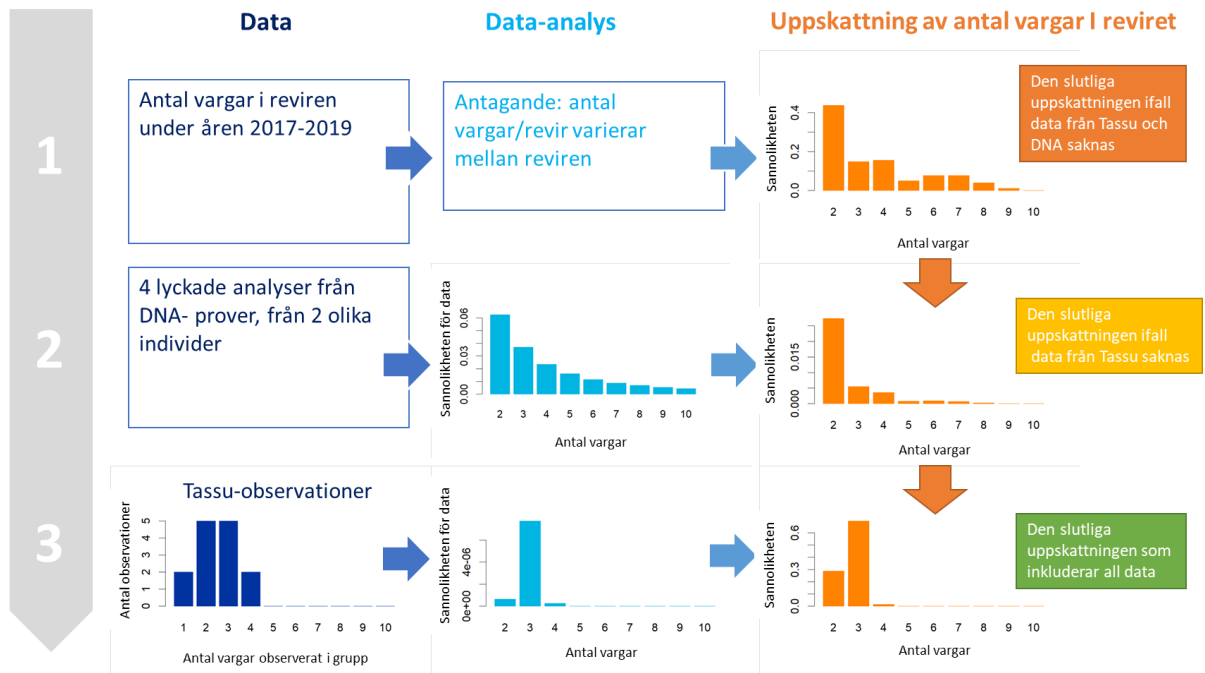 Data
Data-analys
Uppskattning av antal vargar I reviret
1
Antal vargar i reviren
under åren 2017-2019
Antagande: antal
vargar/revir varierar
mellan reviren
Sannolikheten
0.0 0.2 0.4
2 3 4 5 6 7 8 9 10
Antal vargar
Den slutliga
uppskattningen ifall
data från Tassu och
DNA saknas
2
4 lyckade analyser från
DNA- prover, från 2 olika
individer
Sannolikheten för data
0.00 0.03 0.06
2 3 4 5 6 7 8 9 10
Antal vargar
Sannolikheten
0.000 0.015
2 3 4 5 6 7 8 9 10
Antal vargar
Den slutliga
uppskattningen ifall
data från Tassu saknas
3
Tassu-observationer
Antal observationer
0 1 2 3 4 5
1 2 3 4 5 6 7 8 9 10
Antal vargar observerat i grupp
Sannolikheten för data
0e+00 4e-06
2 3 4 5 6 7 8 9 10
Antal vargar
Sannolikheten
0.0 0.3 0.6
2 3 4 5 6 7 8 9 10
Antal vargar
Den slutliga
uppskattningen som
inkluderar all data